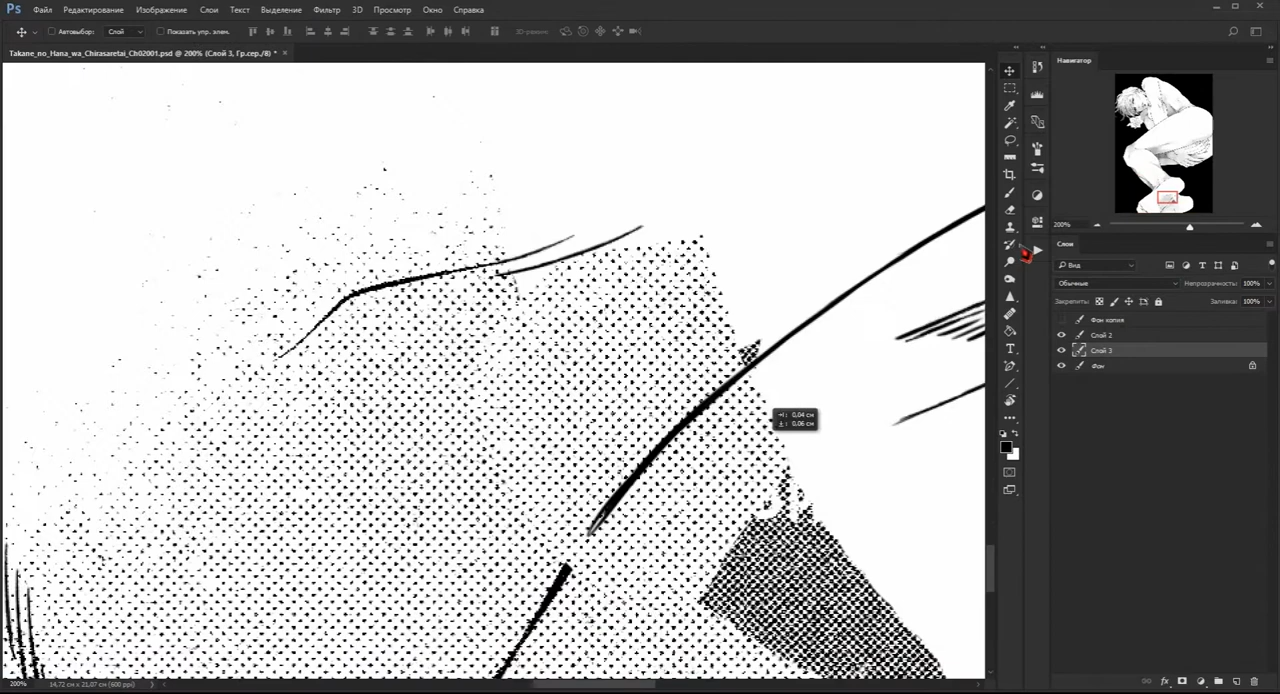 Ps Файл Редактирование Изображение Слои Текст Выделение Фильтр 3D Просмотр Окно Справка
Автовыбор: Слой Показать упр. элем. 3D-режим:
Takane_no_Hana_wa_Chirasaretai_Ch02001.psd @ 200% (Слой 3, Гр.сер./8) * ×
Навигатор
200%
Слои
Вид
Обычные Непрозрачность: 100%
Закрепить: Заливка: 100%
Фон копия
Слой 2
Слой 3
Фон
→: 0,04 см
↓: 0,06 см
200% 14,72 см x 21,07 см (600 ppi)